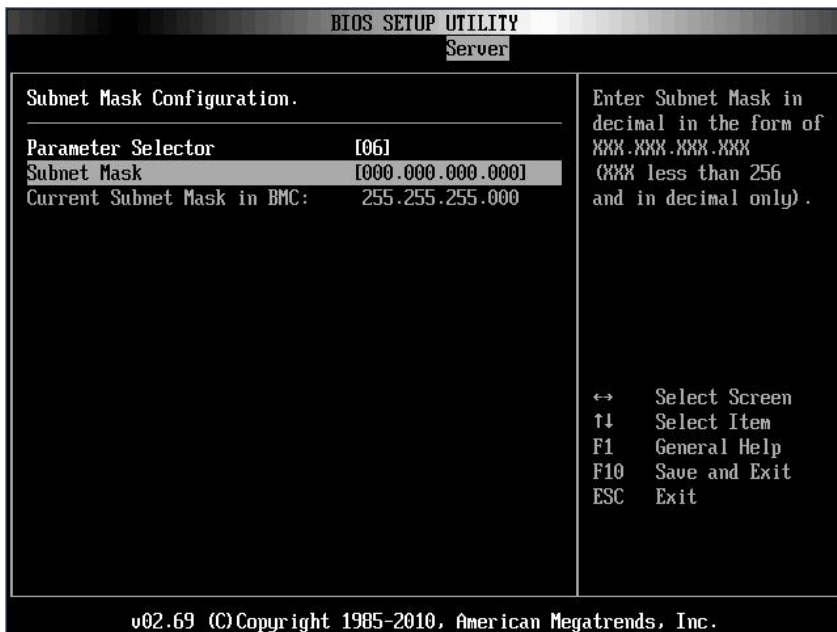 BIOS SETUP UTILITY
Server
Subnet Mask Configuration.
Parameter Selector [06]
Subnet Mask [000.000.000.000]
Current Subnet Mask in BMC: 255.255.255.000
Enter Subnet Mask in
decimal in the form of
XXX.XXX.XXX.XXX
(XXX less than 256
and in decimal only).
↔ Select Screen
↑↓ Select Item
F1 General Help
F10 Save and Exit
ESC Exit
v02.69 (C)Copyright 1985-2010, American Megatrends, Inc.